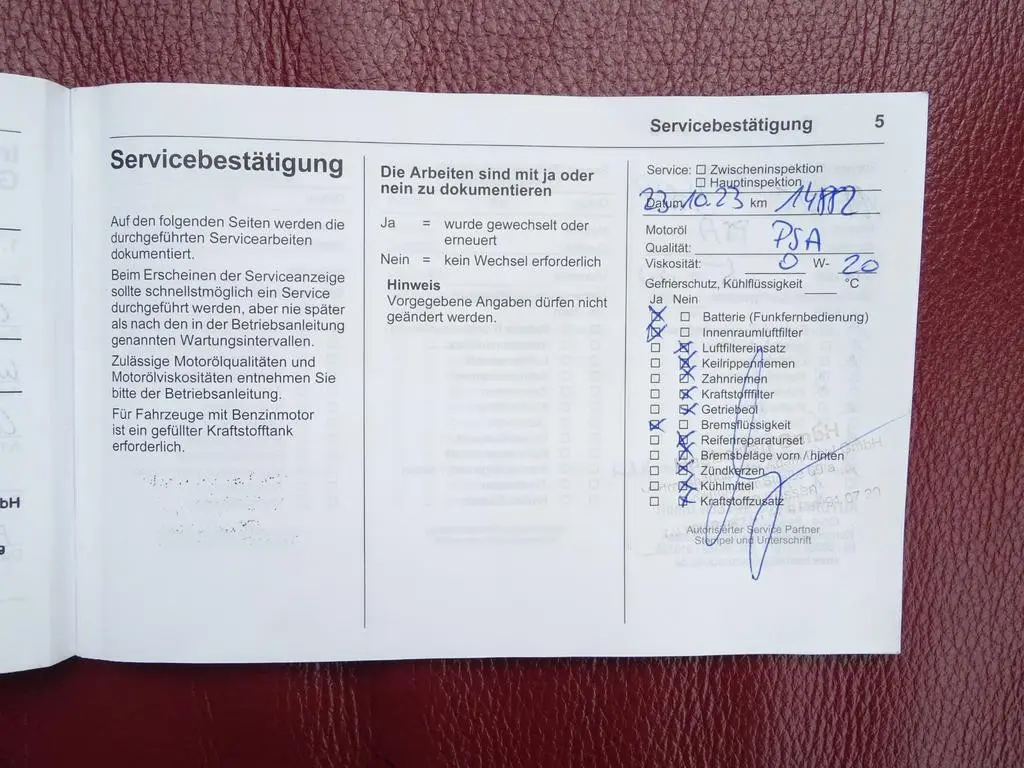 Servicebestätigung 5
Servicebestätigung
Auf den folgenden Seiten werden die
durchgeführten Servicearbeiten
dokumentiert.
Beim Erscheinen der Serviceanzeige
sollte schnellstmöglich ein Service
durchgeführt werden, aber nie später
als nach den in der Betriebsanleitung
genannten Wartungsintervallen.
Zulässige Motorölqualitäten und
Motorölviskositäten entnehmen Sie
bitte der Betriebsanleitung.
Für Fahrzeuge mit Benzinmotor
ist ein gefüllter Kraftstofftank
erforderlich.
Die Arbeiten sind mit ja oder
nein zu dokumentieren
Ja = wurde gewechselt oder
erneuert
Nein = kein Wechsel erforderlich
Hinweis
Vorgegebene Angaben dürfen nicht
geändert werden.
Service: ☐ Zwischeninspektion
☐ Hauptinspektion
Datum 23.10.23 km 14882
Motoröl
Qualität: PSA
Viskosität: 0 W- 20
Gefrierschutz, Kühlflüssigkeit °C
Ja Nein
☒ ☐ Batterie (Funkfernbedienung)
☒ ☐ Innenraumluftfilter
☐ ☒ Luftfiltereinsatz
☐ ☒ Keilrippenriemen
☐ ☒ Zahnriemen
☐ ☒ Kraftstofffilter
☐ ☒ Getriebeöl
☒ ☐ Bremsflüssigkeit
☐ ☒ Reifenreparaturset
☐ ☒ Bremsbeläge vorn / hinten
☐ ☒ Zündkerzen
☐ ☒ Kühlmittel
☐ ☒ Kraftstoffzusatz
Autorisierter Service Partner
Stempel und Unterschrift